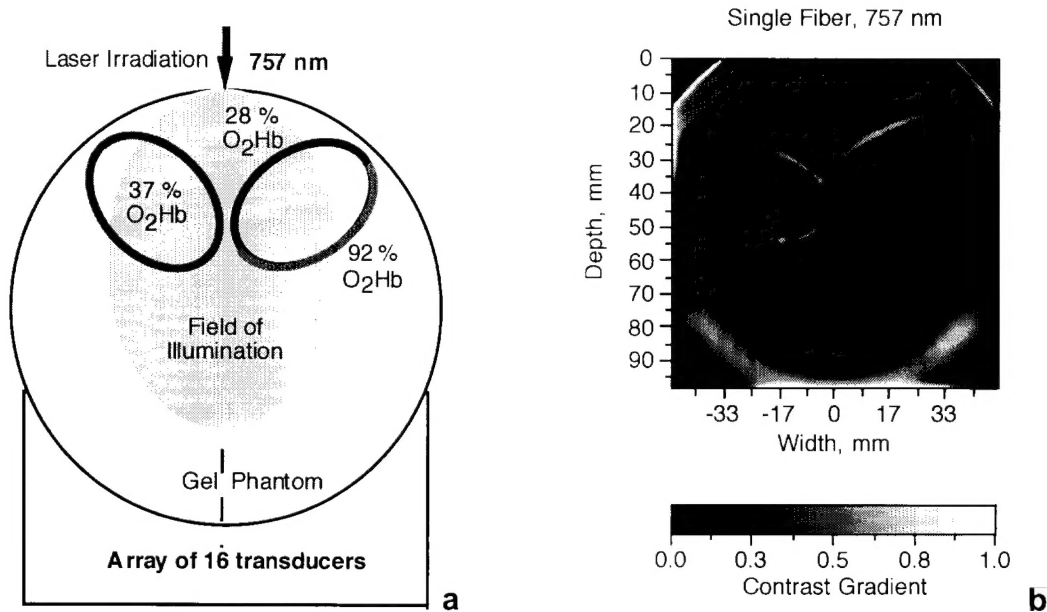 Laser Irradiation 757 nm
28 %
O₂Hb
37 %
O₂Hb
92 %
O₂Hb
Field of
Illumination
Gel Phantom
Array of 16 transducers
a
Single Fiber, 757 nm
0
10
20
30
40
50
60
70
80
90
Depth, mm
-33 -17 0 17 33
Width, mm
0.0 0.3 0.5 0.8 1.0
Contrast Gradient
b